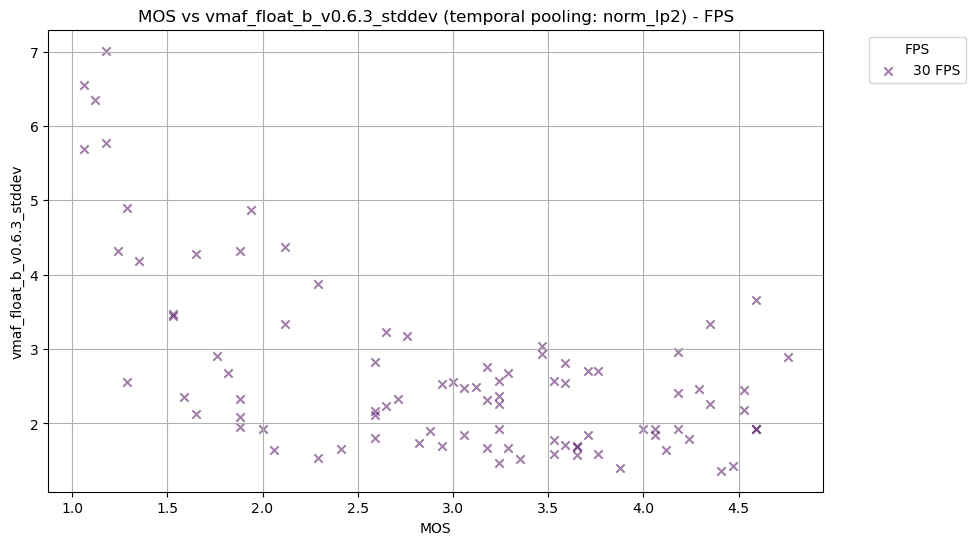 MOS vs vmaf_float_b_v0.6.3_stddev (temporal pooling: norm_lp2) - FPS
FPS
30 FPS
vmaf_float_b_v0.6.3_stddev
7
6
5
4
3
2
1.0 1.5 2.0 2.5 3.0 3.5 4.0 4.5
MOS